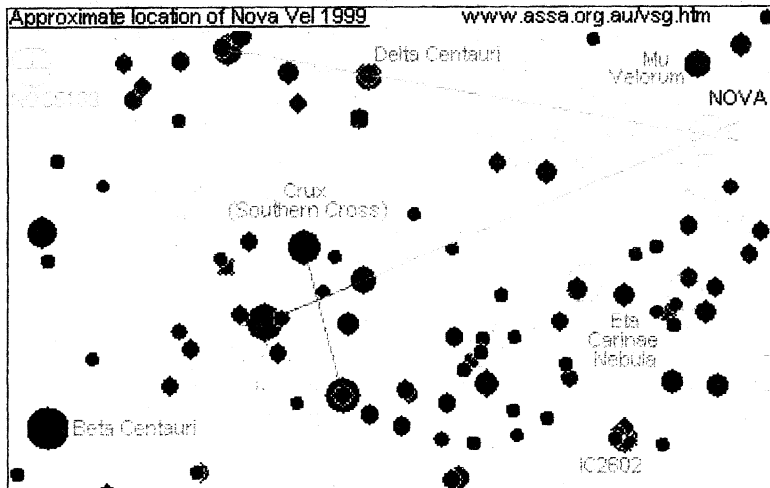 Approximate location of Nova Vel 1999
www.assa.org.au/vsg.htm
Delta Centauri
Mu
Velorum
NOVA
Crux
(Southern Cross)
Eta
Carinae
Nebula
Beta Centauri
IC2602